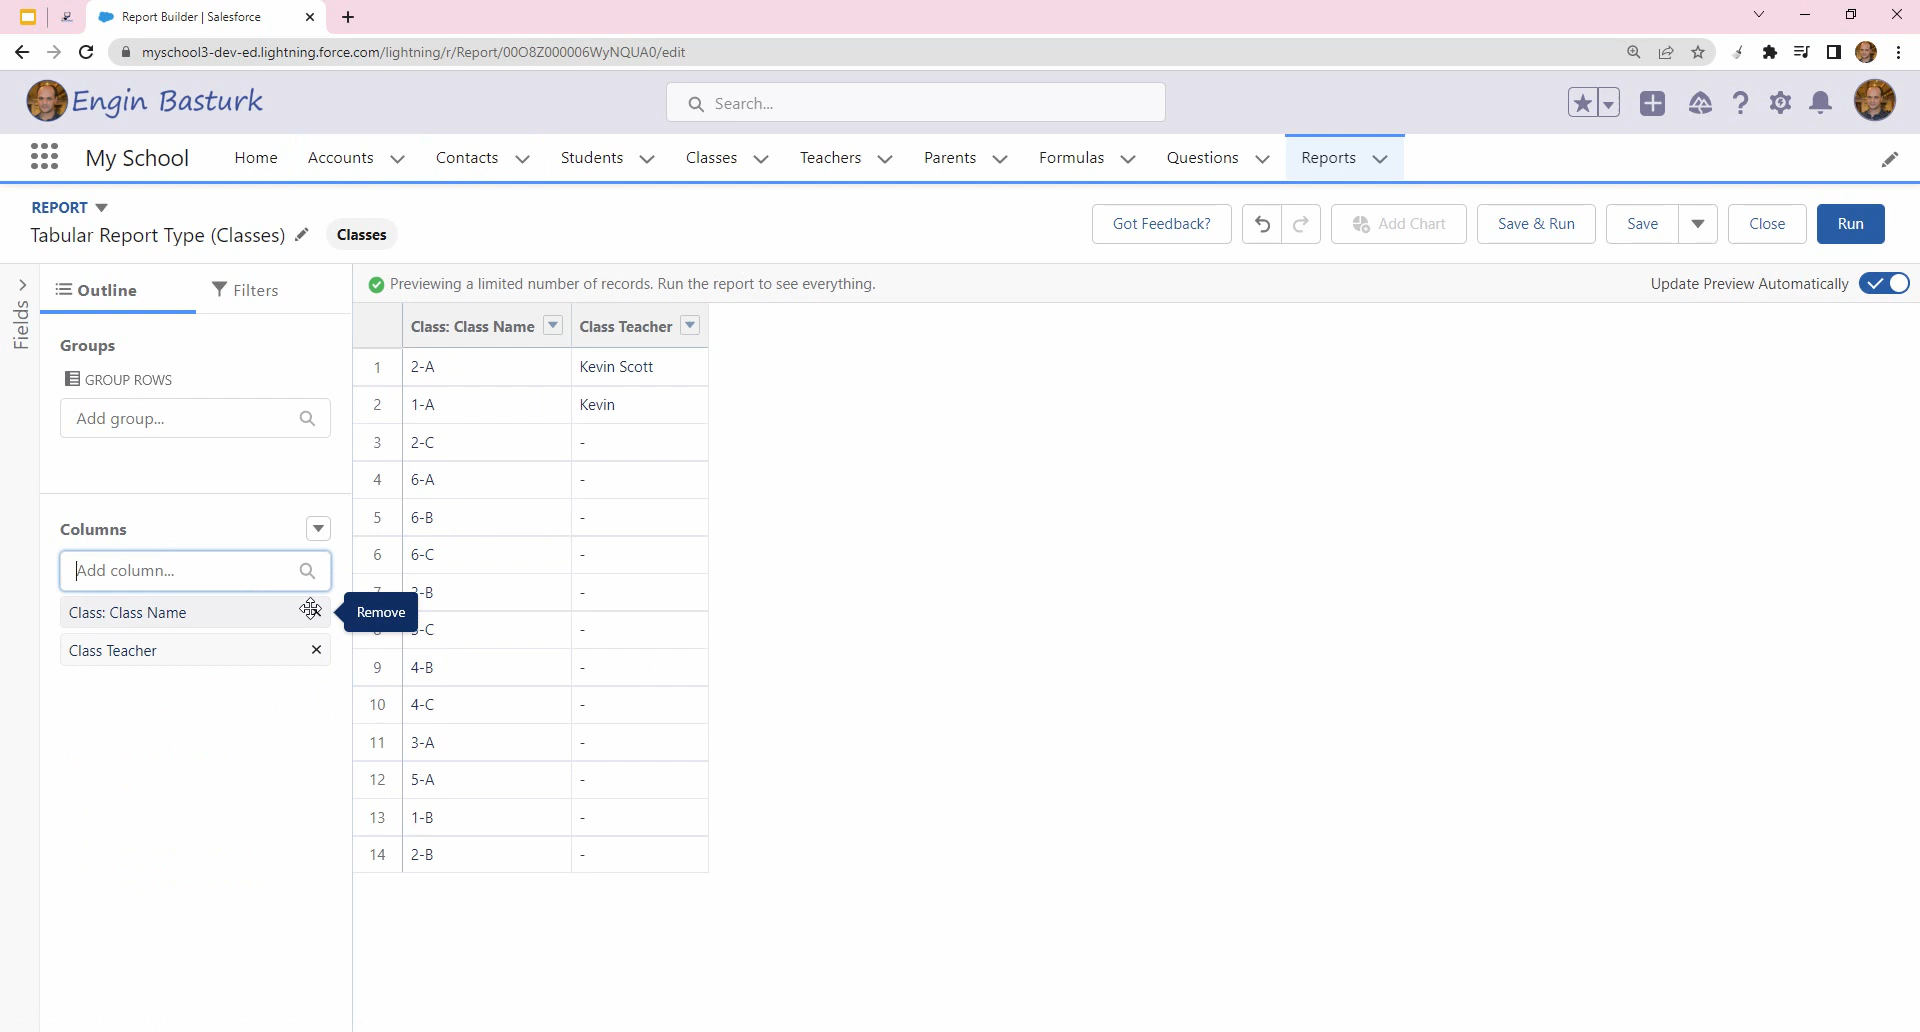 Report Builder | Salesforce
myschool3-dev-ed.lightning.force.com/lightning/r/Report/00O8Z000006WyNQUA0/edit
Engin Basturk
Search...
My School Home Accounts Contacts Students Classes Teachers Parents Formulas Questions Reports
REPORT
Tabular Report Type (Classes) Classes
Got Feedback? Add Chart Save & Run Save Close Run
Fields
Outline Filters
Previewing a limited number of records. Run the report to see everything. Update Preview Automatically
Groups
GROUP ROWS
Add group...
Columns
Add column...
Class: Class Name
Remove
Class Teacher
Class: Class Name Class Teacher
1 2-A Kevin Scott
2 1-A Kevin
3 2-C -
4 6-A -
5 6-B -
6 6-C -
-B -
-C -
9 4-B -
10 4-C -
11 3-A -
12 5-A -
13 1-B -
14 2-B -